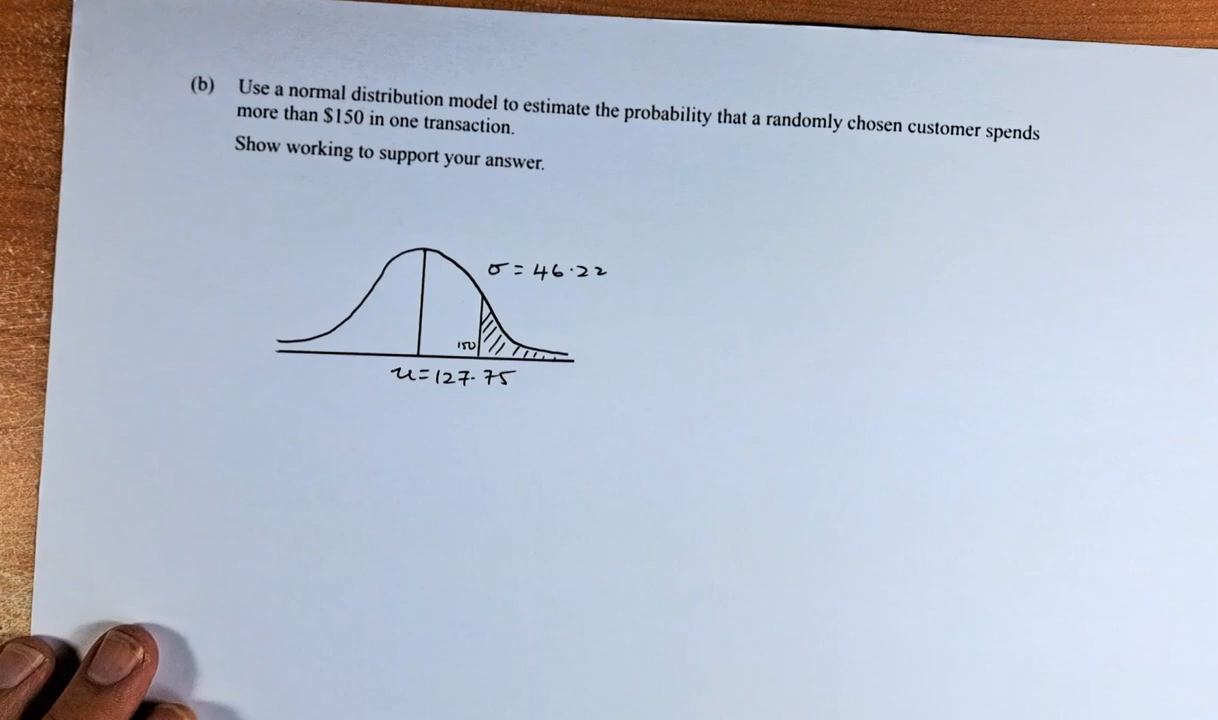 (b) Use a normal distribution model to estimate the probability that a randomly chosen customer spends
more than $150 in one transaction.
Show working to support your answer.
σ = 46.22
150
u = 127.75